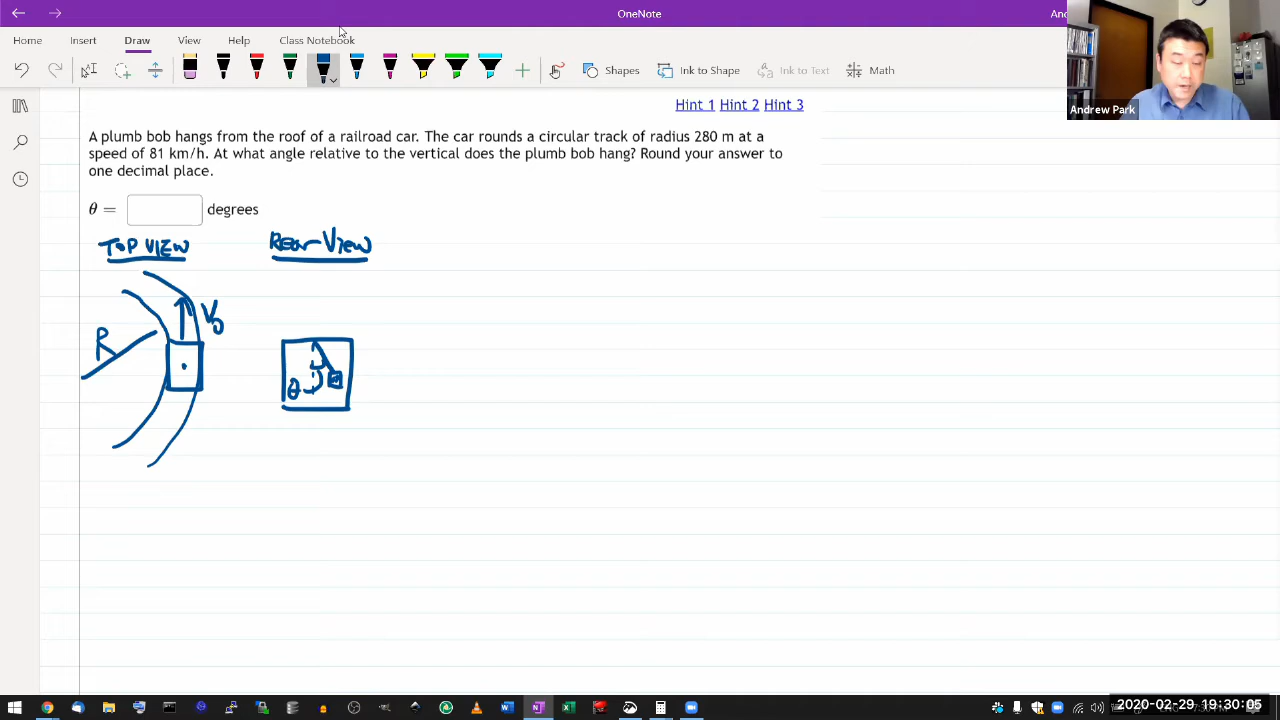 OneNote
And
Home Insert Draw View Help Class Notebook
Shapes Ink to Shape Ink to Text Math
Andrew Park
Hint 1 Hint 2 Hint 3
A plumb bob hangs from the roof of a railroad car. The car rounds a circular track of radius 280 m at a
speed of 81 km/h. At what angle relative to the vertical does the plumb bob hang? Round your answer to
one decimal place.
θ = degrees
TOP VIEW Rear-View
R V₀
θ
2020-02-29 19:30:05